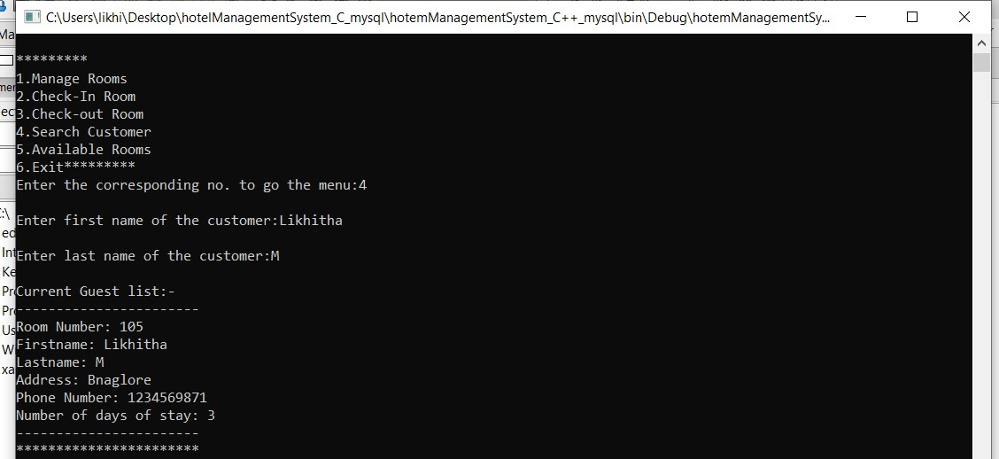 C:\Users\likhi\Desktop\hotelManagementSystem_C_mysql\hotemManagementSystem_C++_mysql\bin\Debug\hotemManagementSy...
*********
1.Manage Rooms
2.Check-In Room
3.Check-out Room
4.Search Customer
5.Available Rooms
6.Exit*********
Enter the corresponding no. to go the menu:4
Enter first name of the customer:Likhitha
Enter last name of the customer:M
Current Guest list:-
-----------------------
Room Number: 105
Firstname: Likhitha
Lastname: M
Address: Bnaglore
Phone Number: 1234569871
Number of days of stay: 3
-----------------------
***********************